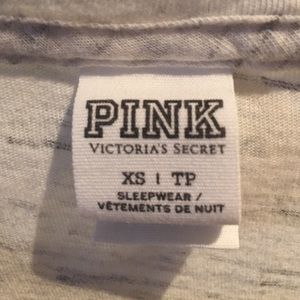 PINK
VICTORIA'S SECRET
XS | TP
SLEEPWEAR /
VÊTEMENTS DE NUIT